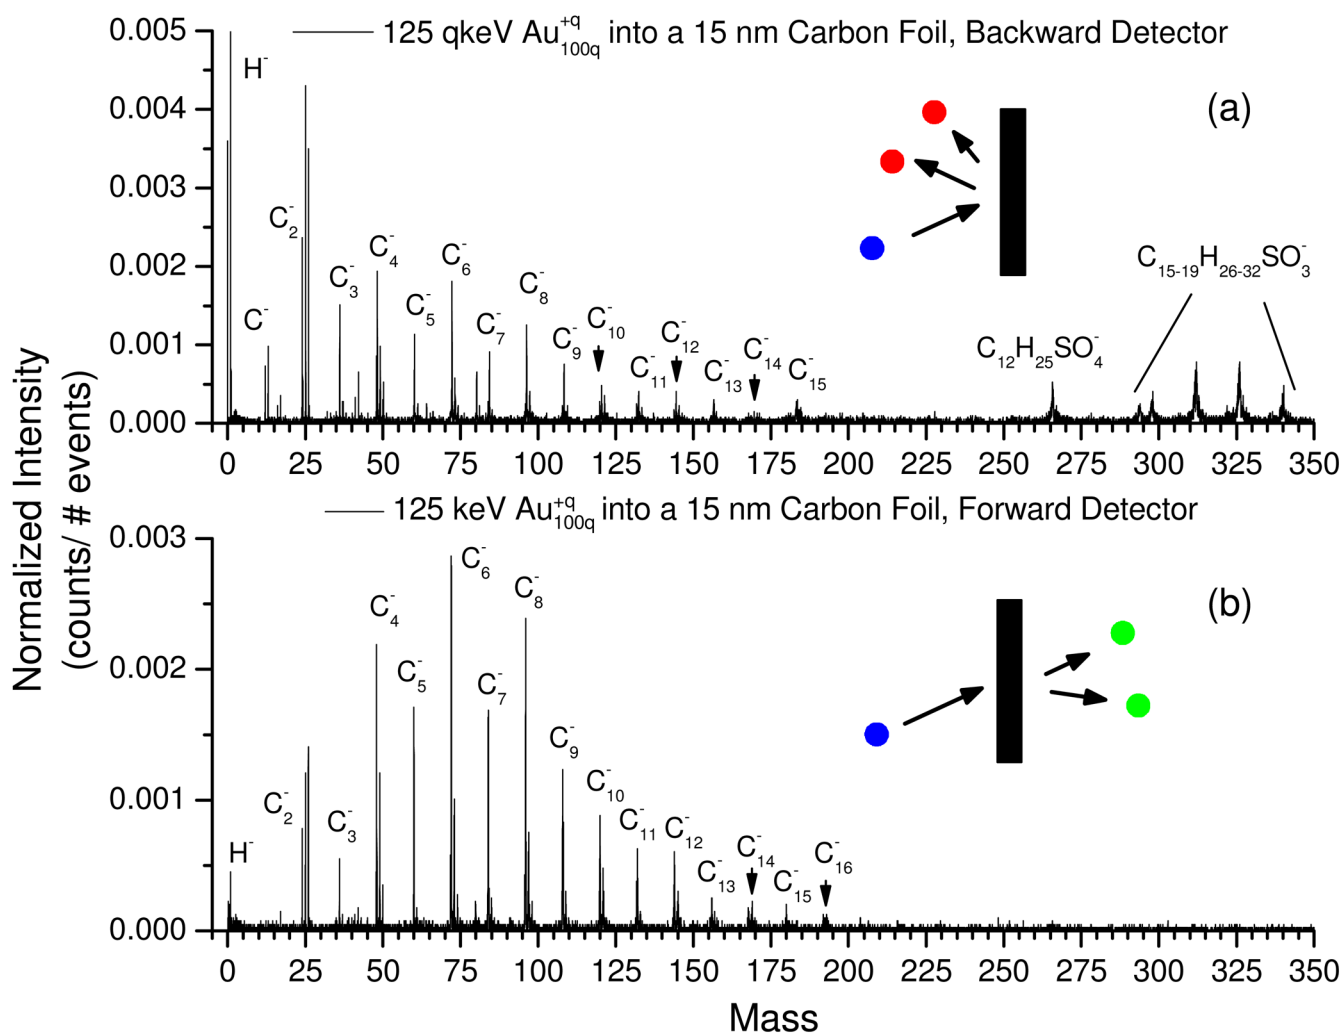 125 qkeV Au⁺q₁₀₀q into a 15 nm Carbon Foil, Backward Detector
(a)
0.005
0.004
0.003
0.002
0.001
0.000
H⁻
C⁻
C₂⁻
C₃⁻
C₄⁻
C₅⁻
C₆⁻
C₇⁻
C₈⁻
C₉⁻
C₁₀⁻
C₁₁⁻
C₁₂⁻
C₁₃⁻
C₁₄⁻
C₁₅⁻
C₁₂H₂₅SO₄⁻
C₁₅₋₁₉H₂₆₋₃₂SO₃⁻
0 25 50 75 100 125 150 175 200 225 250 275 300 325 350
Normalized Intensity
(counts/ # events)
125 keV Au⁺q₁₀₀q into a 15 nm Carbon Foil, Forward Detector
(b)
0.003
0.002
0.001
0.000
H⁻
C₂⁻
C₃⁻
C₄⁻
C₅⁻
C₆⁻
C₇⁻
C₈⁻
C₉⁻
C₁₀⁻
C₁₁⁻
C₁₂⁻
C₁₃⁻
C₁₄⁻
C₁₅⁻
C₁₆⁻
0 25 50 75 100 125 150 175 200 225 250 275 300 325 350
Mass